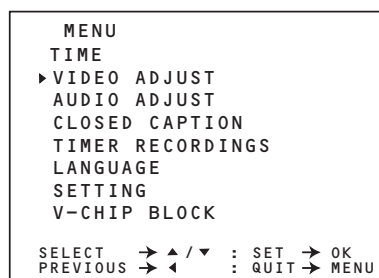 MENU
TIME
▶VIDEO ADJUST
AUDIO ADJUST
CLOSED CAPTION
TIMER RECORDINGS
LANGUAGE
SETTING
V-CHIP BLOCK
SELECT → ▲/▼ : SET → OK
PREVIOUS → ◀ : QUIT → MENU